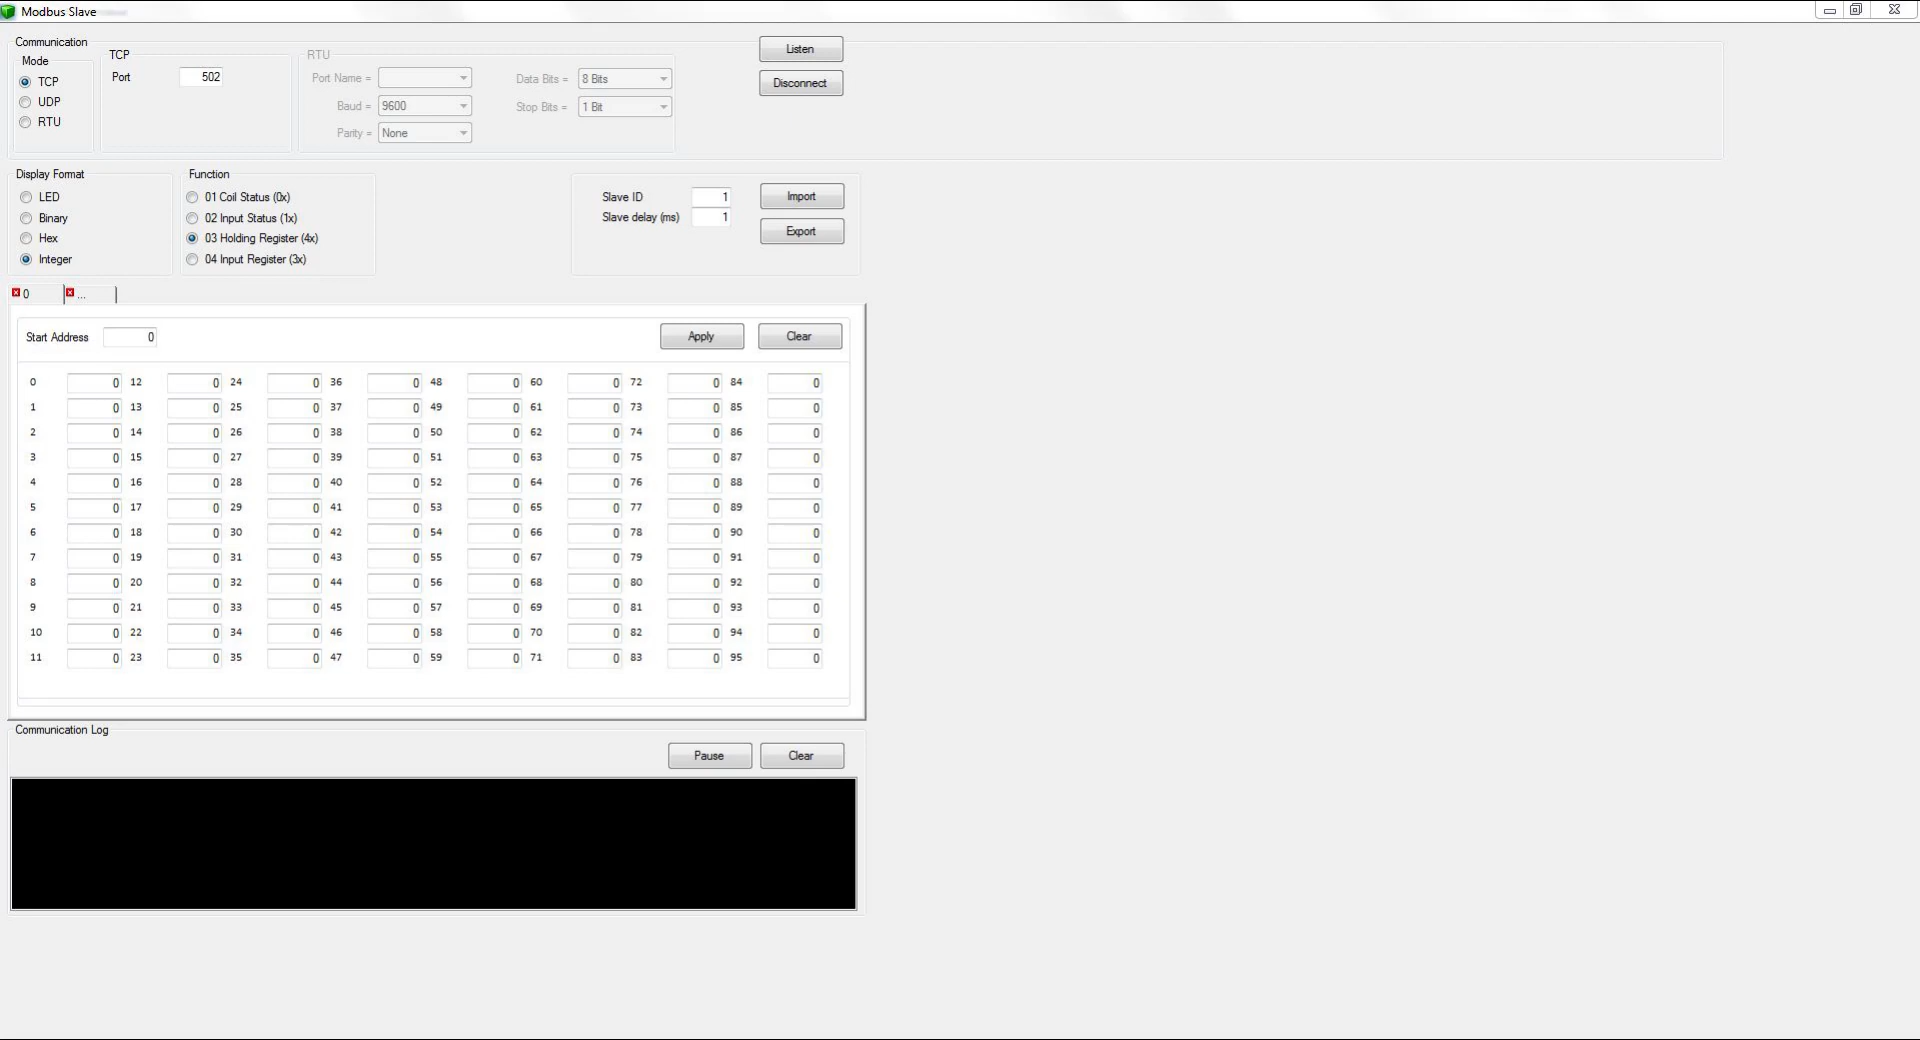 Modbus Slave
Communication
Mode
TCP
UDP
RTU
TCP
Port 502
RTU
Port Name =
Baud = 9600
Parity = None
Data Bits = 8 Bits
Stop Bits = 1 Bit
Listen
Disconnect
Display Format
LED
Binary
Hex
Integer
Function
01 Coil Status (0x)
02 Input Status (1x)
03 Holding Register (4x)
04 Input Register (3x)
Slave ID 1
Slave delay (ms) 1
Import
Export
0 ...
Start Address 0 Apply Clear
0 0 12 0 24 0 36 0 48 0 60 0 72 0 84 0
1 0 13 0 25 0 37 0 49 0 61 0 73 0 85 0
2 0 14 0 26 0 38 0 50 0 62 0 74 0 86 0
3 0 15 0 27 0 39 0 51 0 63 0 75 0 87 0
4 0 16 0 28 0 40 0 52 0 64 0 76 0 88 0
5 0 17 0 29 0 41 0 53 0 65 0 77 0 89 0
6 0 18 0 30 0 42 0 54 0 66 0 78 0 90 0
7 0 19 0 31 0 43 0 55 0 67 0 79 0 91 0
8 0 20 0 32 0 44 0 56 0 68 0 80 0 92 0
9 0 21 0 33 0 45 0 57 0 69 0 81 0 93 0
10 0 22 0 34 0 46 0 58 0 70 0 82 0 94 0
11 0 23 0 35 0 47 0 59 0 71 0 83 0 95 0
Communication Log
Pause Clear